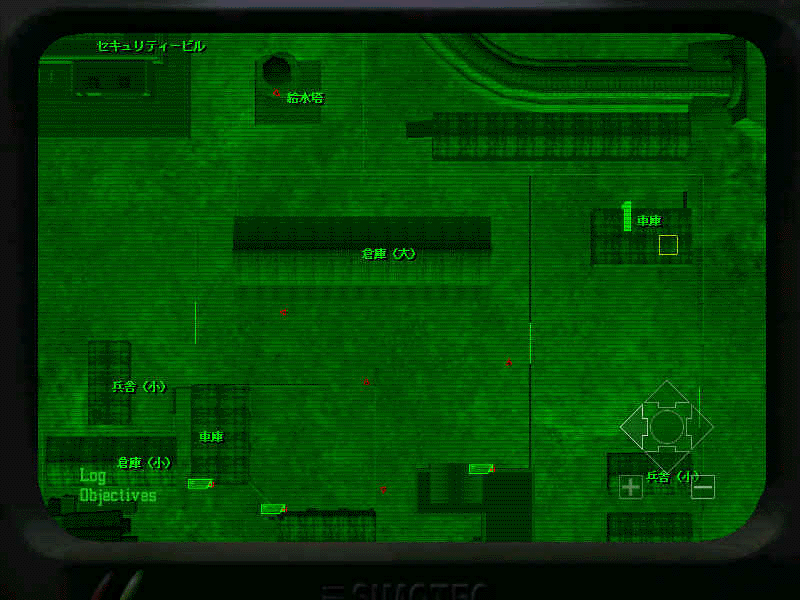 セキュリティービル
給水塔
車庫
倉庫（大）
兵舎（小）
車庫
倉庫（小）
兵舎（小）
Log
Objectives